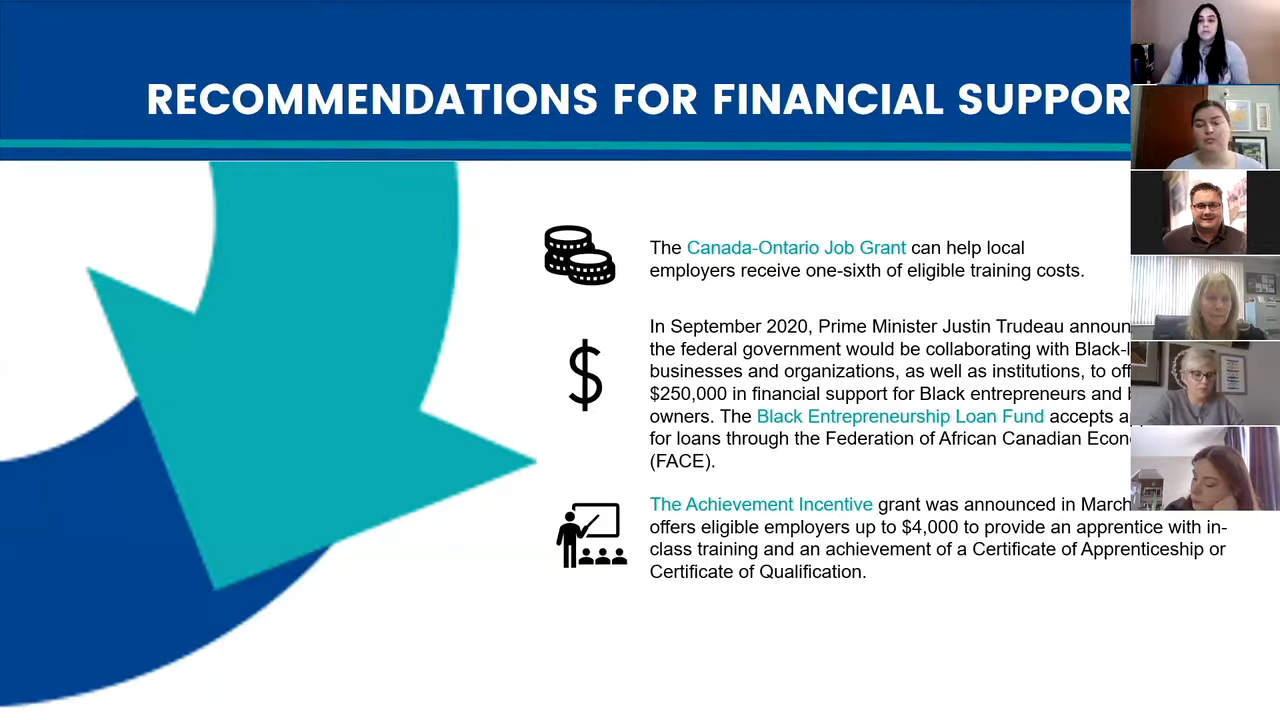 RECOMMENDATIONS FOR FINANCIAL SUPPOR
The Canada-Ontario Job Grant can help local
employers receive one-sixth of eligible training costs.
In September 2020, Prime Minister Justin Trudeau announ
the federal government would be collaborating with Black-l
businesses and organizations, as well as institutions, to off
$250,000 in financial support for Black entrepreneurs and
owners. The Black Entrepreneurship Loan Fund accepts
for loans through the Federation of African Canadian Econ
(FACE).
The Achievement Incentive grant was announced in March
offers eligible employers up to $4,000 to provide an apprentice with in-
class training and an achievement of a Certificate of Apprenticeship or
Certificate of Qualification.